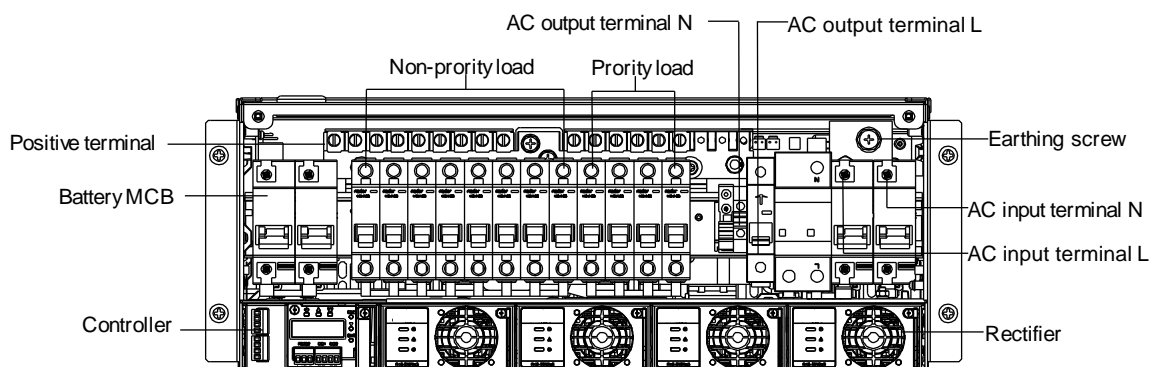 AC output terminal N
AC output terminal L
Non-prority load
Prority load
Positive terminal
Earthing screw
Battery MCB
AC input terminal N
AC input terminal L
Controller
Rectifier